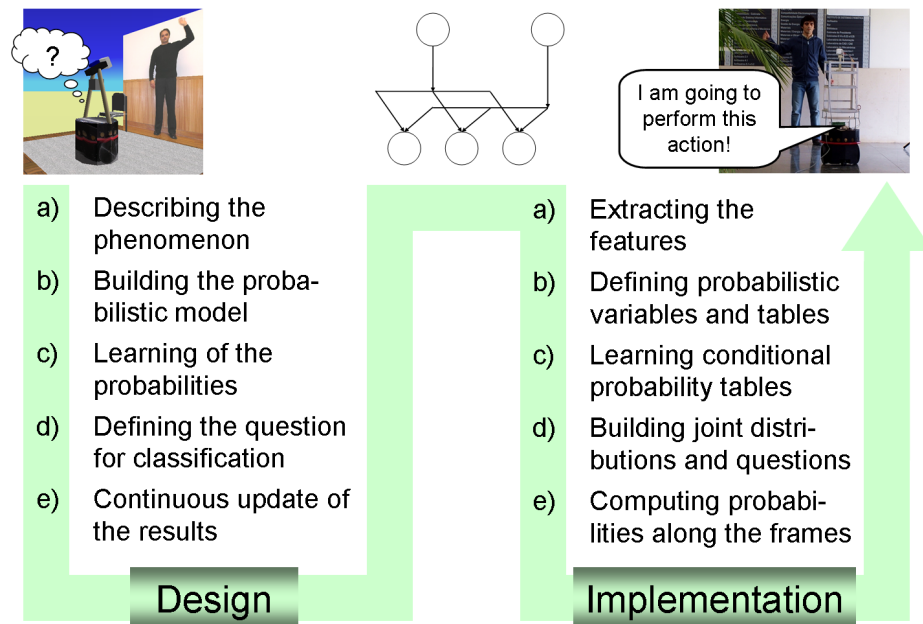 ?
I am going to
perform this
action!
a) Describing the
phenomenon
b) Building the proba-
bilistic model
c) Learning of the
probabilities
d) Defining the question
for classification
e) Continuous update of
the results
Design
a) Extracting the
features
b) Defining probabilistic
variables and tables
c) Learning conditional
probability tables
d) Building joint distri-
butions and questions
e) Computing probabi-
lities along the frames
Implementation